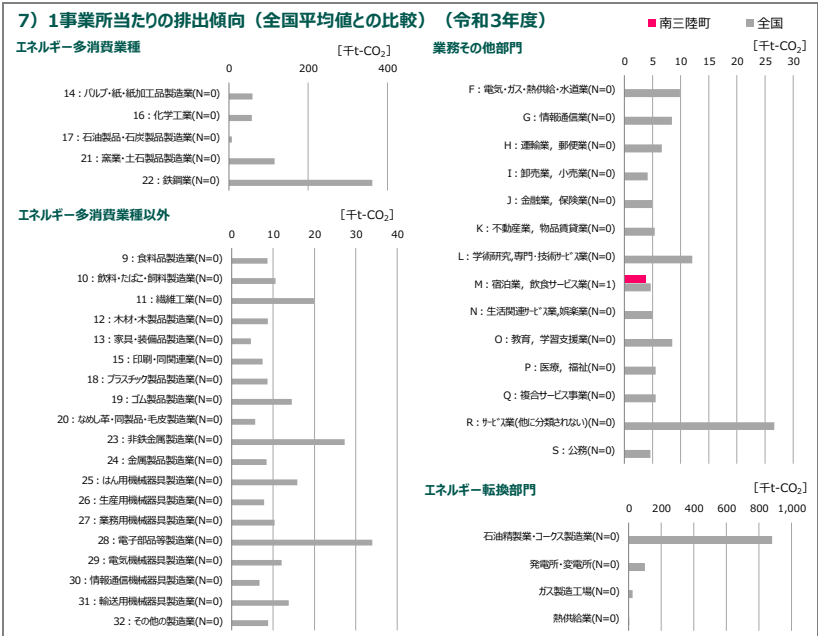 7）1事業所当たりの排出傾向（全国平均値との比較）（令和3年度）
南三陸町
全国
エネルギー多消費業種
［千t-CO₂］
0 200 400
14：パルプ・紙・紙加工品製造業(N=0)
16：化学工業(N=0)
17：石油製品・石炭製品製造業(N=0)
21：窯業・土石製品製造業(N=0)
22：鉄鋼業(N=0)
エネルギー多消費業種以外
［千t-CO₂］
0 10 20 30 40
9：食料品製造業(N=0)
10：飲料・たばこ・飼料製造業(N=0)
11：繊維工業(N=0)
12：木材・木製品製造業(N=0)
13：家具・装備品製造業(N=0)
15：印刷・同関連業(N=0)
18：プラスチック製品製造業(N=0)
19：ゴム製品製造業(N=0)
20：なめし革・同製品・毛皮製造業(N=0)
23：非鉄金属製造業(N=0)
24：金属製品製造業(N=0)
25：はん用機械器具製造業(N=0)
26：生産用機械器具製造業(N=0)
27：業務用機械器具製造業(N=0)
28：電子部品等製造業(N=0)
29：電気機械器具製造業(N=0)
30：情報通信機械器具製造業(N=0)
31：輸送用機械器具製造業(N=0)
32：その他の製造業(N=0)
業務その他部門
［千t-CO₂］
0 5 10 15 20 25 30
F：電気・ガス・熱供給・水道業(N=0)
G：情報通信業(N=0)
H：運輸業，郵便業(N=0)
I：卸売業，小売業(N=0)
J：金融業，保険業(N=0)
K：不動産業，物品賃貸業(N=0)
L：学術研究,専門・技術ｻｰﾋﾞｽ業(N=0)
M：宿泊業，飲食サービス業(N=1)
N：生活関連ｻｰﾋﾞｽ業,娯楽業(N=0)
O：教育，学習支援業(N=0)
P：医療，福祉(N=0)
Q：複合サービス事業(N=0)
R：ｻｰﾋﾞｽ業(他に分類されない)(N=0)
S：公務(N=0)
エネルギー転換部門
［千t-CO₂］
0 200 400 600 800 1,000
石油精製業・コークス製造業(N=0)
発電所・変電所(N=0)
ガス製造工場(N=0)
熱供給業(N=0)